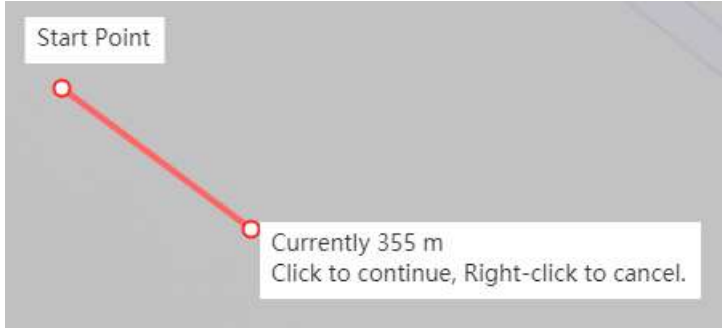 Start Point
Currently 355 m
Click to continue, Right-click to cancel.